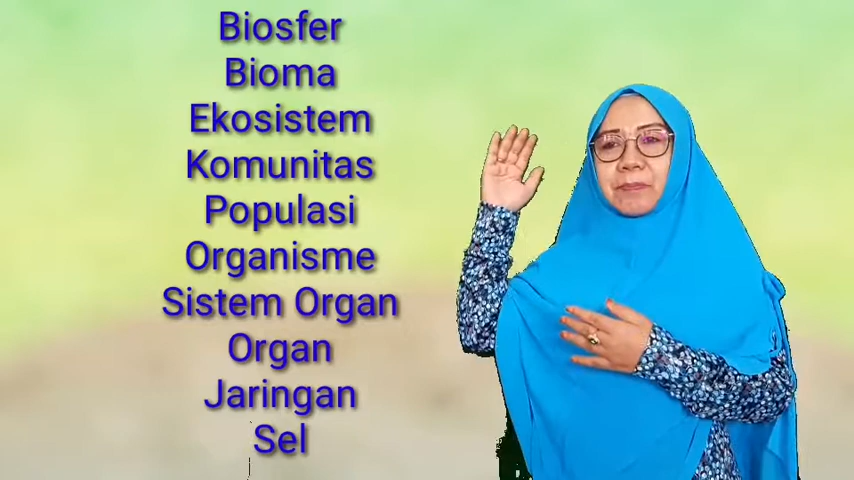 Biosfer
Bioma
Ekosistem
Komunitas
Populasi
Organisme
Sistem Organ
Organ
Jaringan
Sel